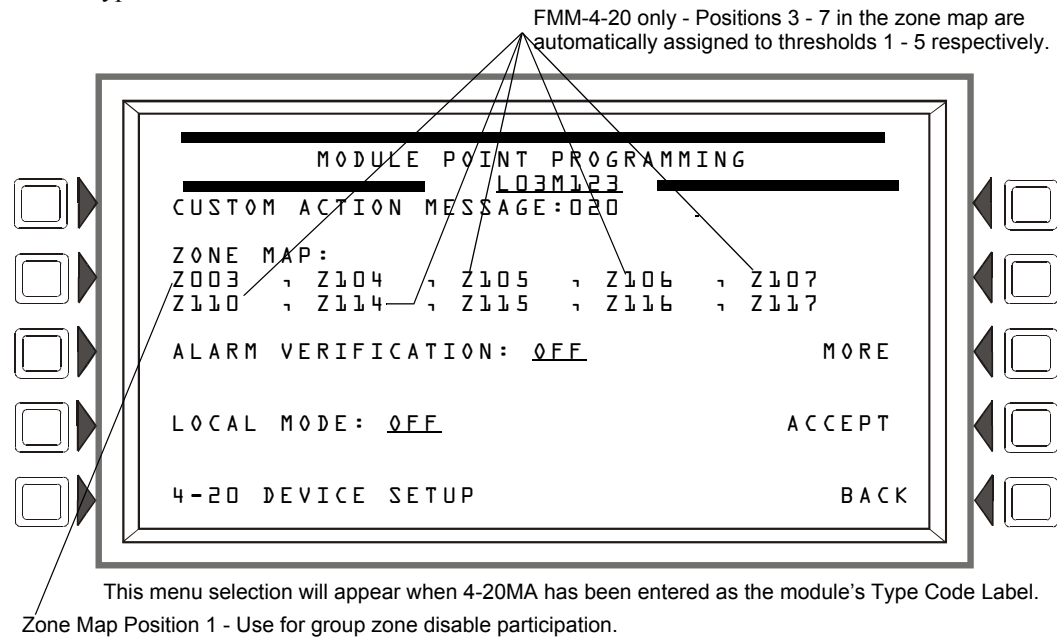 FMM-4-20 only - Positions 3 - 7 in the zone map are
automatically assigned to thresholds 1 - 5 respectively.
MODULE POINT PROGRAMMING
L03M123
CUSTOM ACTION MESSAGE:020
ZONE MAP:
Z003 , Z104 , Z105 , Z106 , Z107
Z110 , Z114 , Z115 , Z116 , Z117
ALARM VERIFICATION: OFF MORE
LOCAL MODE: OFF ACCEPT
4-20 DEVICE SETUP BACK
This menu selection will appear when 4-20MA has been entered as the module's Type Code Label.
Zone Map Position 1 - Use for group zone disable participation.